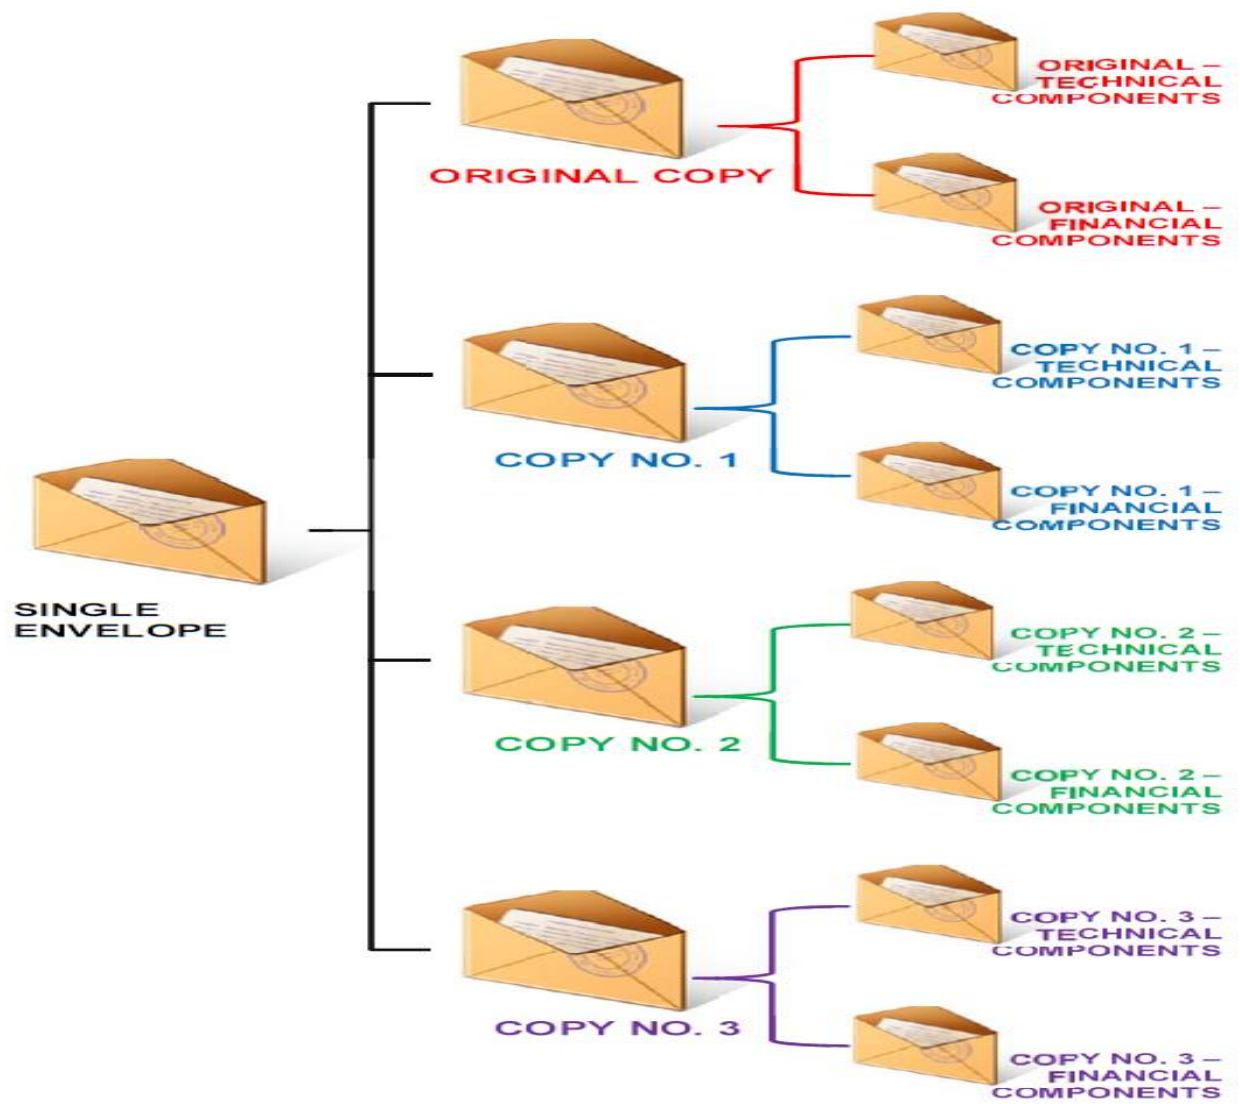 ORIGINAL –
TECHNICAL
COMPONENTS
ORIGINAL COPY
ORIGINAL –
FINANCIAL
COMPONENTS
COPY NO. 1 –
TECHNICAL
COMPONENTS
COPY NO. 1
COPY NO. 1 –
FINANCIAL
COMPONENTS
SINGLE
ENVELOPE
COPY NO. 2 –
TECHNICAL
COMPONENTS
COPY NO. 2
COPY NO. 2 –
FINANCIAL
COMPONENTS
COPY NO. 3 –
TECHNICAL
COMPONENTS
COPY NO. 3
COPY NO. 3 –
FINANCIAL
COMPONENTS